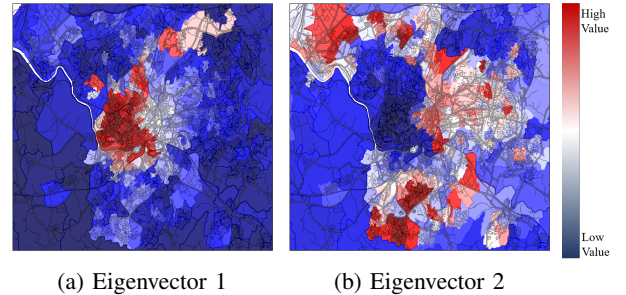 High
Value
Low
Value
(a) Eigenvector 1
(b) Eigenvector 2